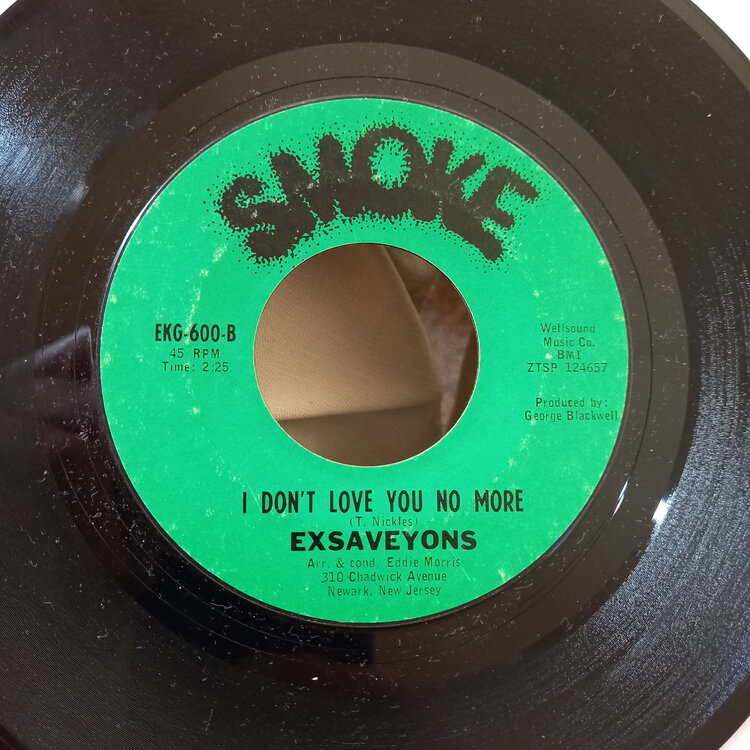 SMOKE
EKG-600-B
45 RPM
Time: 2:25
Wellsound
Music Co.
BMI
ZTSP 124657
Produced by:
George Blackwell
I DON'T LOVE YOU NO MORE
(T. Nickles)
EXSAVEYONS
Arr. & cond. Eddie Morris
310 Chadwick Avenue
Newark, New Jersey